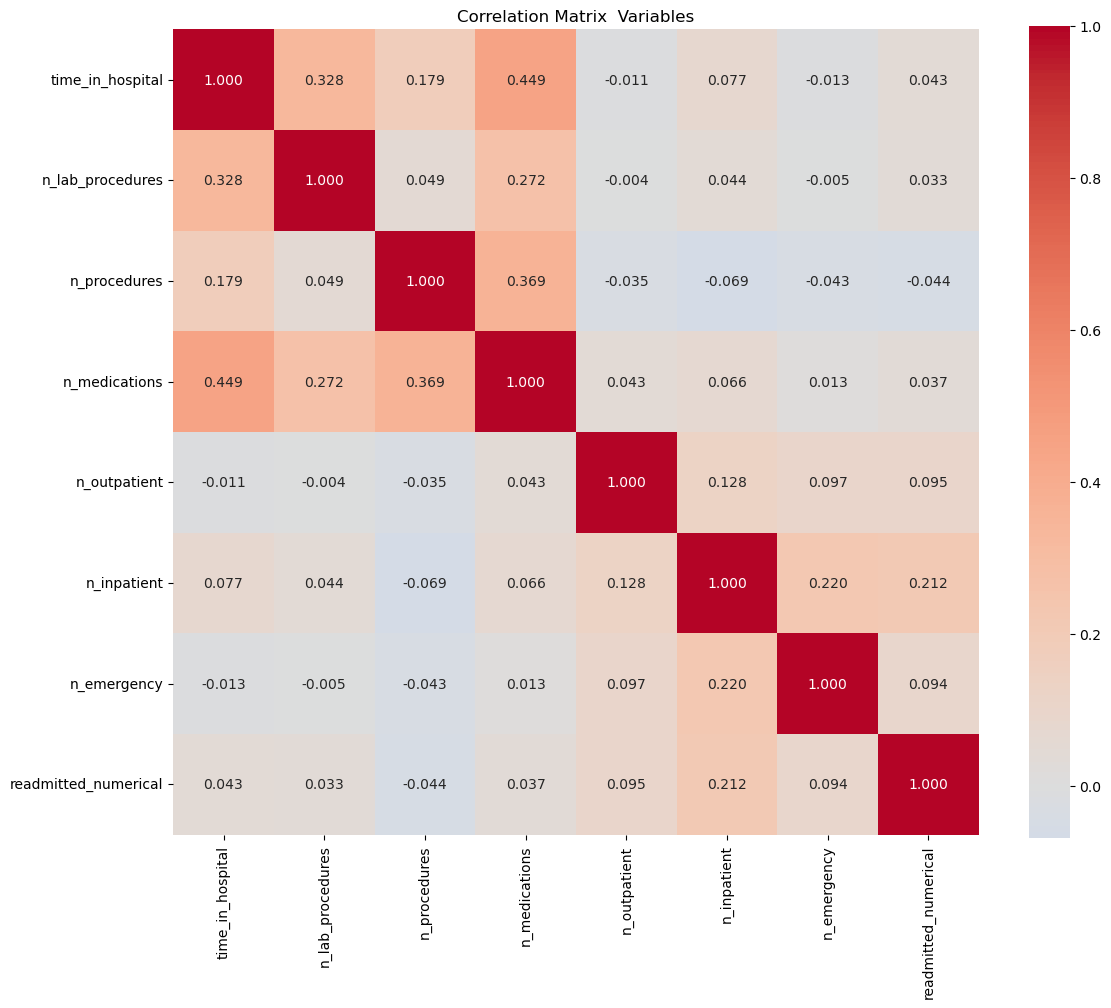 Correlation Matrix  Variables
time_in_hospital 1.000 0.328 0.179 0.449 -0.011 0.077 -0.013 0.043
n_lab_procedures 0.328 1.000 0.049 0.272 -0.004 0.044 -0.005 0.033
n_procedures 0.179 0.049 1.000 0.369 -0.035 -0.069 -0.043 -0.044
n_medications 0.449 0.272 0.369 1.000 0.043 0.066 0.013 0.037
n_outpatient -0.011 -0.004 -0.035 0.043 1.000 0.128 0.097 0.095
n_inpatient 0.077 0.044 -0.069 0.066 0.128 1.000 0.220 0.212
n_emergency -0.013 -0.005 -0.043 0.013 0.097 0.220 1.000 0.094
readmitted_numerical 0.043 0.033 -0.044 0.037 0.095 0.212 0.094 1.000
time_in_hospital
n_lab_procedures
n_procedures
n_medications
n_outpatient
n_inpatient
n_emergency
readmitted_numerical
1.0
0.8
0.6
0.4
0.2
0.0